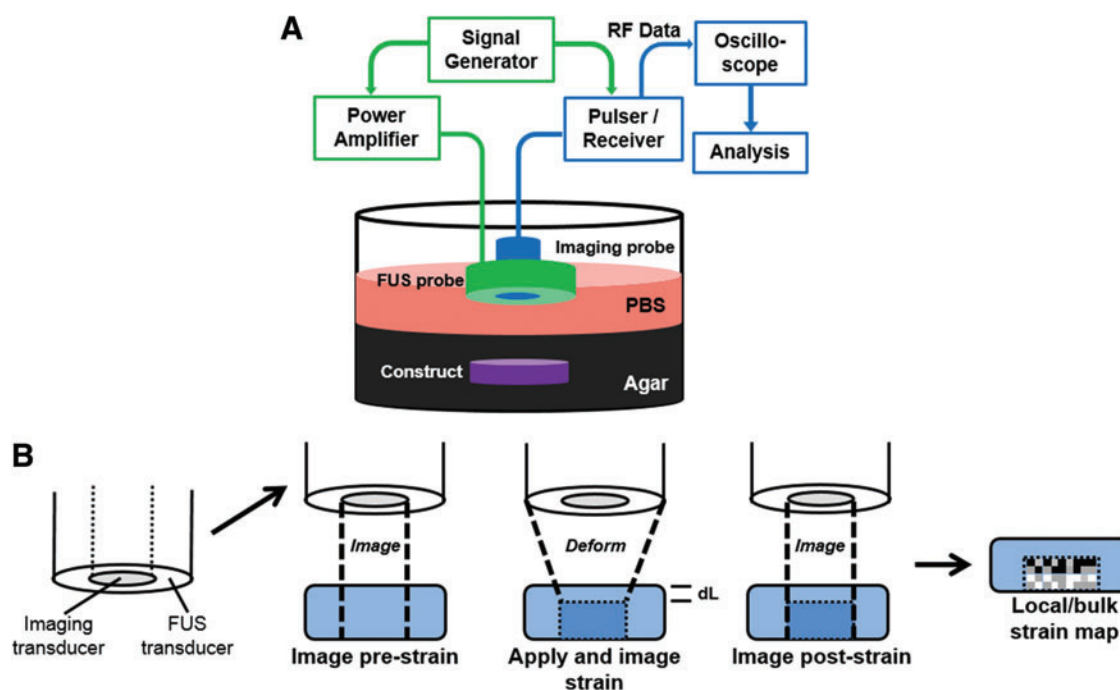 A
Signal
Generator
RF Data
Oscillo-
scope
Power
Amplifier
Pulser /
Receiver
Analysis
Imaging probe
FUS probe
PBS
Construct
Agar
B
Image
Deform
dL
Image
Imaging
transducer
FUS
transducer
Image pre-strain
Apply and image
strain
Image post-strain
Local/bulk
strain map